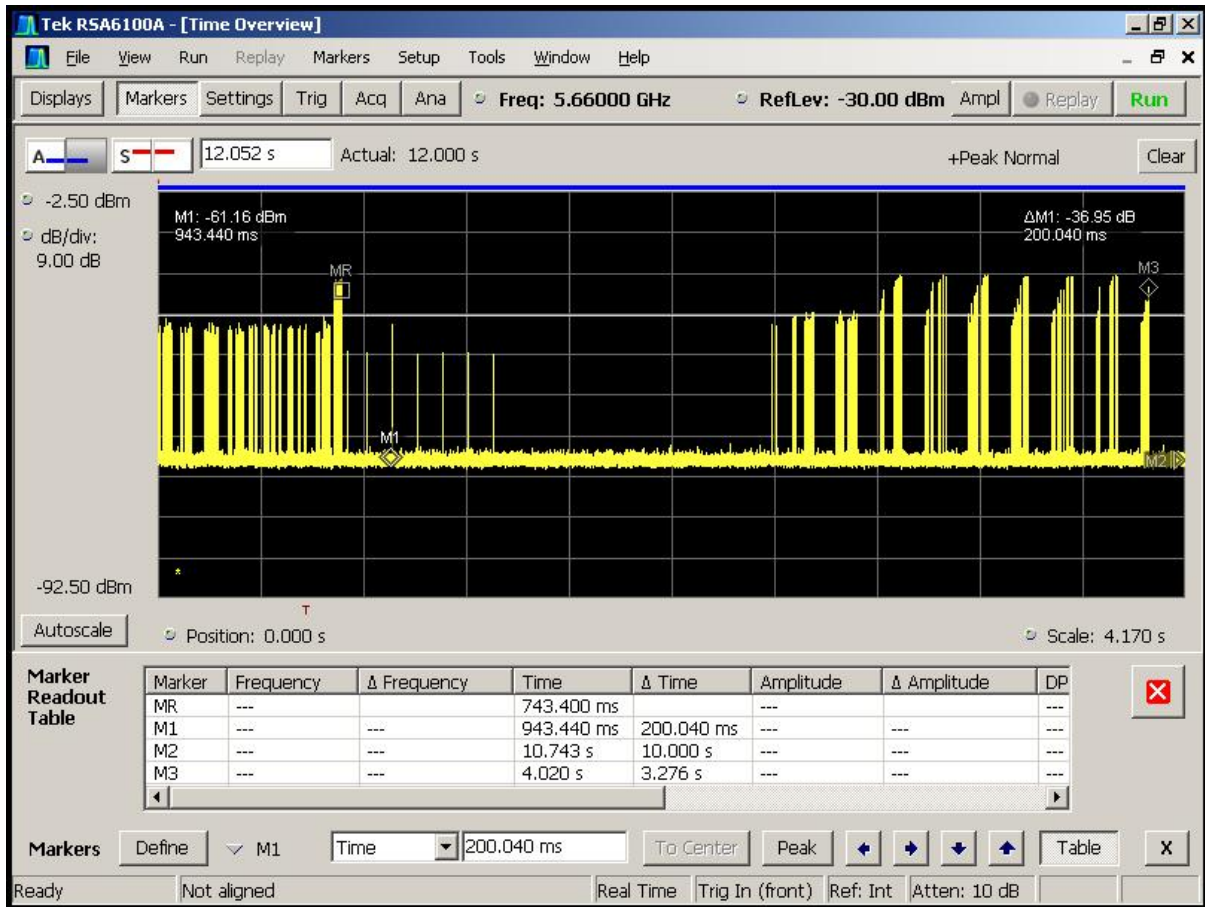 Tek RSA6100A - [Time Overview]
File View Run Replay Markers Setup Tools Window Help
Displays Markers Settings Trig Acq Ana Freq: 5.66000 GHz RefLev: -30.00 dBm Ampl Replay Run
A S 12.052 s Actual: 12.000 s +Peak Normal Clear
-2.50 dBm
dB/div:
9.00 dB
M1: -61.16 dBm
943.440 ms
ΔM1: -36.95 dB
200.040 ms
MR
M3
M1
M2
*
-92.50 dBm
T
Autoscale Position: 0.000 s Scale: 4.170 s
Marker
Readout
Table
Marker Frequency Δ Frequency Time Δ Time Amplitude Δ Amplitude DP
MR --- 743.400 ms --- ---
M1 --- --- 943.440 ms 200.040 ms --- --- ---
M2 --- --- 10.743 s 10.000 s --- --- ---
M3 --- --- 4.020 s 3.276 s --- --- ---
Markers Define M1 Time 200.040 ms To Center Peak Table X
Ready Not aligned Real Time Trig In (front) Ref: Int Atten: 10 dB